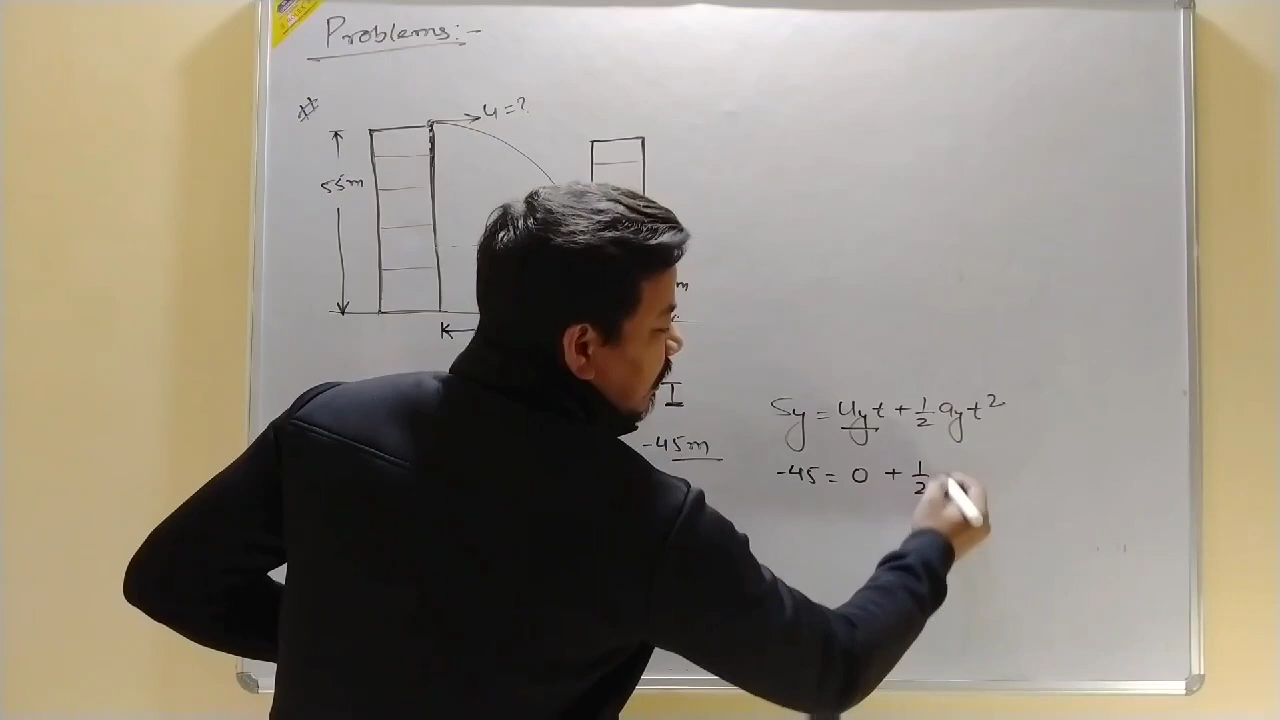 Problems:-
#
u=?
55m
m
I
Sy = uyt + 1/2 ayt²
-45m
-45 = 0 + 1/2